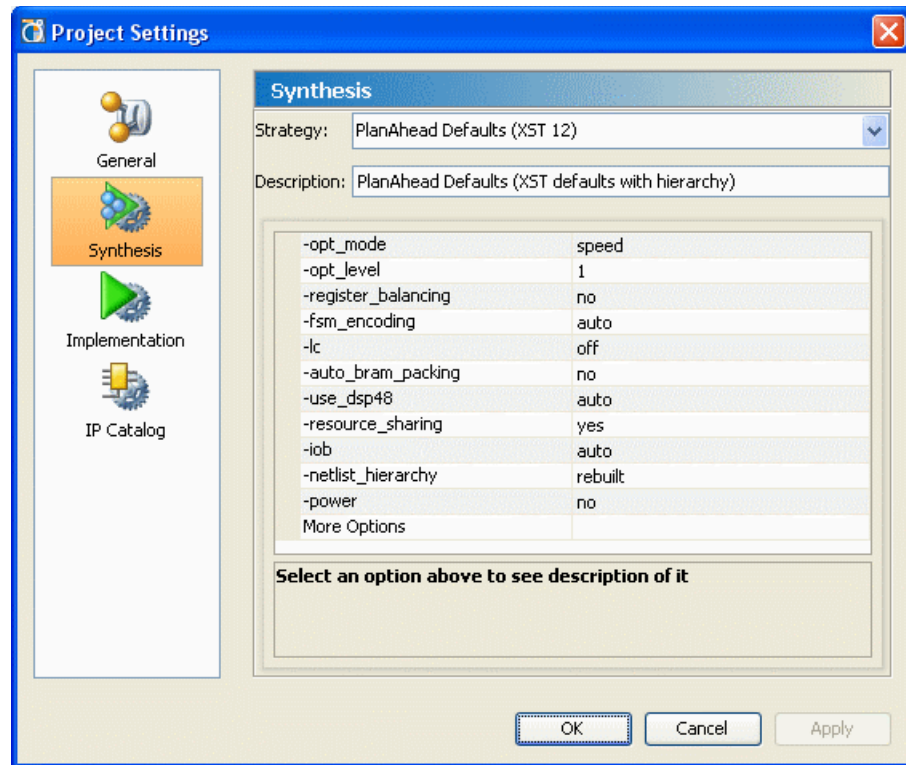 Project Settings
General
Synthesis
Implementation
IP Catalog
Synthesis
Strategy: PlanAhead Defaults (XST 12)
Description: PlanAhead Defaults (XST defaults with hierarchy)
-opt_mode speed
-opt_level 1
-register_balancing no
-fsm_encoding auto
-lc off
-auto_bram_packing no
-use_dsp48 auto
-resource_sharing yes
-iob auto
-netlist_hierarchy rebuilt
-power no
More Options
Select an option above to see description of it
OK Cancel Apply